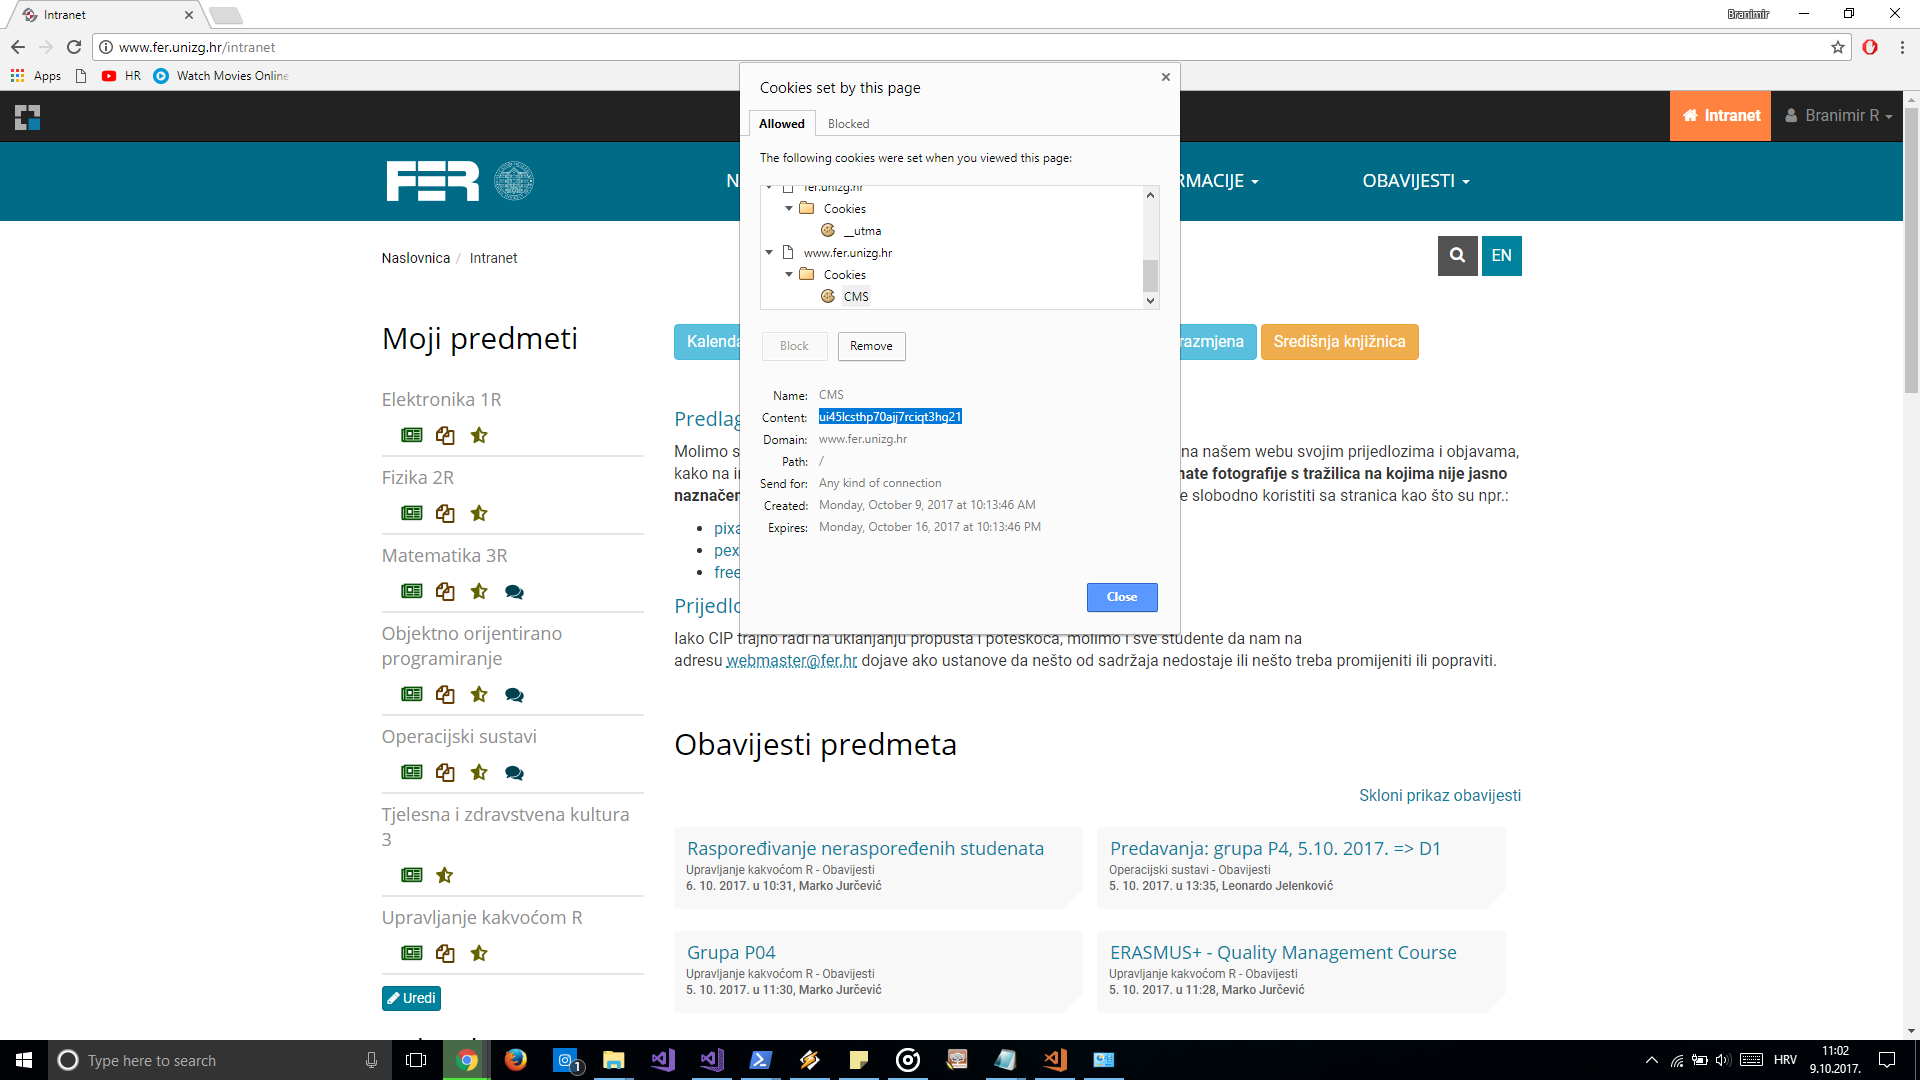 Intranet
Branimir
www.fer.unizg.hr/intranet
Apps
HR
Watch Movies Online
Intranet
Branimir R
FER
RMACIJE
OBAVIJESTI
Naslovnica / Intranet
EN
Cookies set by this page
Allowed
Blocked
The following cookies were set when you viewed this page:
fer.unizg.hr
Cookies
__utma
www.fer.unizg.hr
Cookies
CMS
Block
Remove
Name: CMS
Content: ui45lcsthp70ajj7rciqt3hg21
Domain: www.fer.unizg.hr
Path: /
Send for: Any kind of connection
Created: Monday, October 9, 2017 at 10:13:46 AM
Expires: Monday, October 16, 2017 at 10:13:46 PM
Close
Moji predmeti
Elektronika 1R
Fizika 2R
Matematika 3R
Objektno orijentirano
programiranje
Operacijski sustavi
Tjelesna i zdravstvena kultura
3
Upravljanje kakvoćom R
Uredi
Kalenda
razmjena
Središnja knjižnica
Predlag
Molimo s
na našem webu svojim prijedlozima i objavama,
kako na in
nate fotografije s tražilica na kojima nije jasno
naznačen
e slobodno koristiti sa stranica kao što su npr.:
pixa
pex
free
Prijedlo
Iako CIP trajno radi na uklanjanju propusta i poteškoća, molimo i sve studente da nam na
adresu webmaster@fer.hr dojave ako ustanove da nešto od sadržaja nedostaje ili nešto treba promijeniti ili popraviti.
Obavijesti predmeta
Skloni prikaz obavijesti
Raspoređivanje neraspoređenih studenata
Upravljanje kakvoćom R - Obavijesti
6. 10. 2017. u 10:31, Marko Jurčević
Predavanja: grupa P4, 5.10. 2017. => D1
Operacijski sustavi - Obavijesti
5. 10. 2017. u 13:35, Leonardo Jelenković
Grupa P04
Upravljanje kakvoćom R - Obavijesti
5. 10. 2017. u 11:30, Marko Jurčević
ERASMUS+ - Quality Management Course
Upravljanje kakvoćom R - Obavijesti
5. 10. 2017. u 11:28, Marko Jurčević
Type here to search
1
HRV
11:02
9.10.2017.